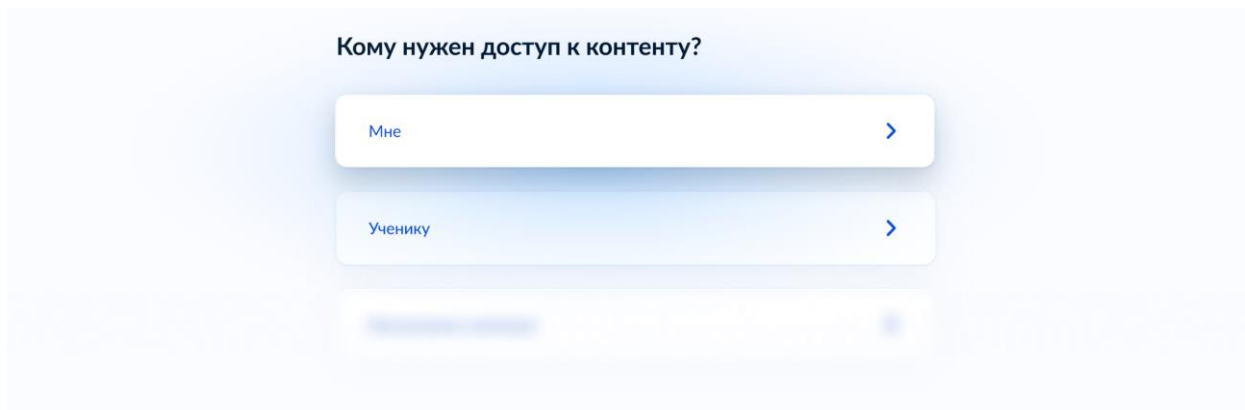 Кому нужен доступ к контенту?
Мне
Ученику